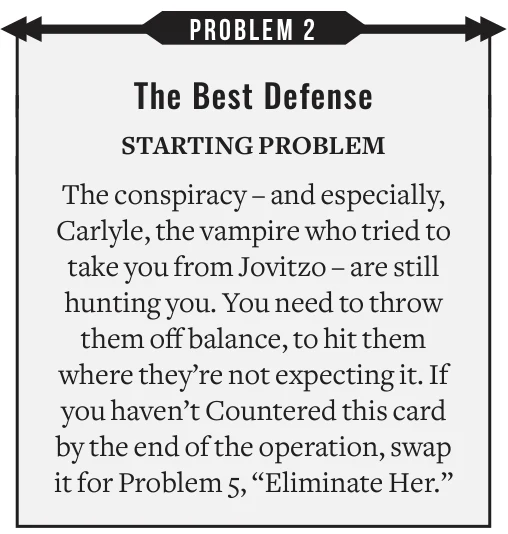 PROBLEM 2
The Best Defense
STARTING PROBLEM
The conspiracy – and especially,
Carlyle, the vampire who tried to
take you from Jovitzo – are still
hunting you. You need to throw
them off balance, to hit them
where they’re not expecting it. If
you haven’t Countered this card
by the end of the operation, swap
it for Problem 5, “Eliminate Her.”